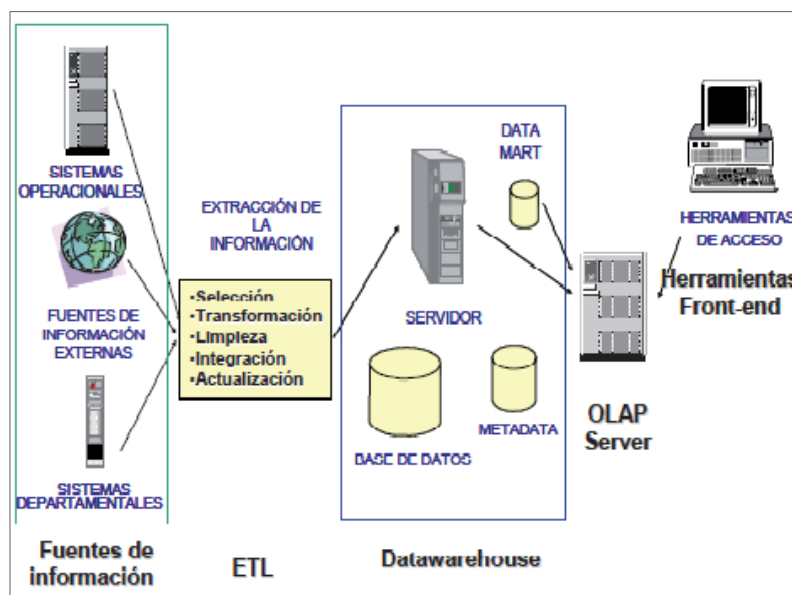 SISTEMAS
OPERACIONALES
FUENTES DE
INFORMACIÓN
EXTERNAS
SISTEMAS
DEPARTAMENTALES
Fuentes de
información
EXTRACCIÓN DE
LA
INFORMACIÓN
•Selección
•Transformación
•Limpieza
•Integración
•Actualización
ETL
DATA
MART
SERVIDOR
BASE DE DATOS
METADATA
Datawarehouse
OLAP
Server
HERRAMIENTAS
DE ACCESO
Herramientas
Front-end